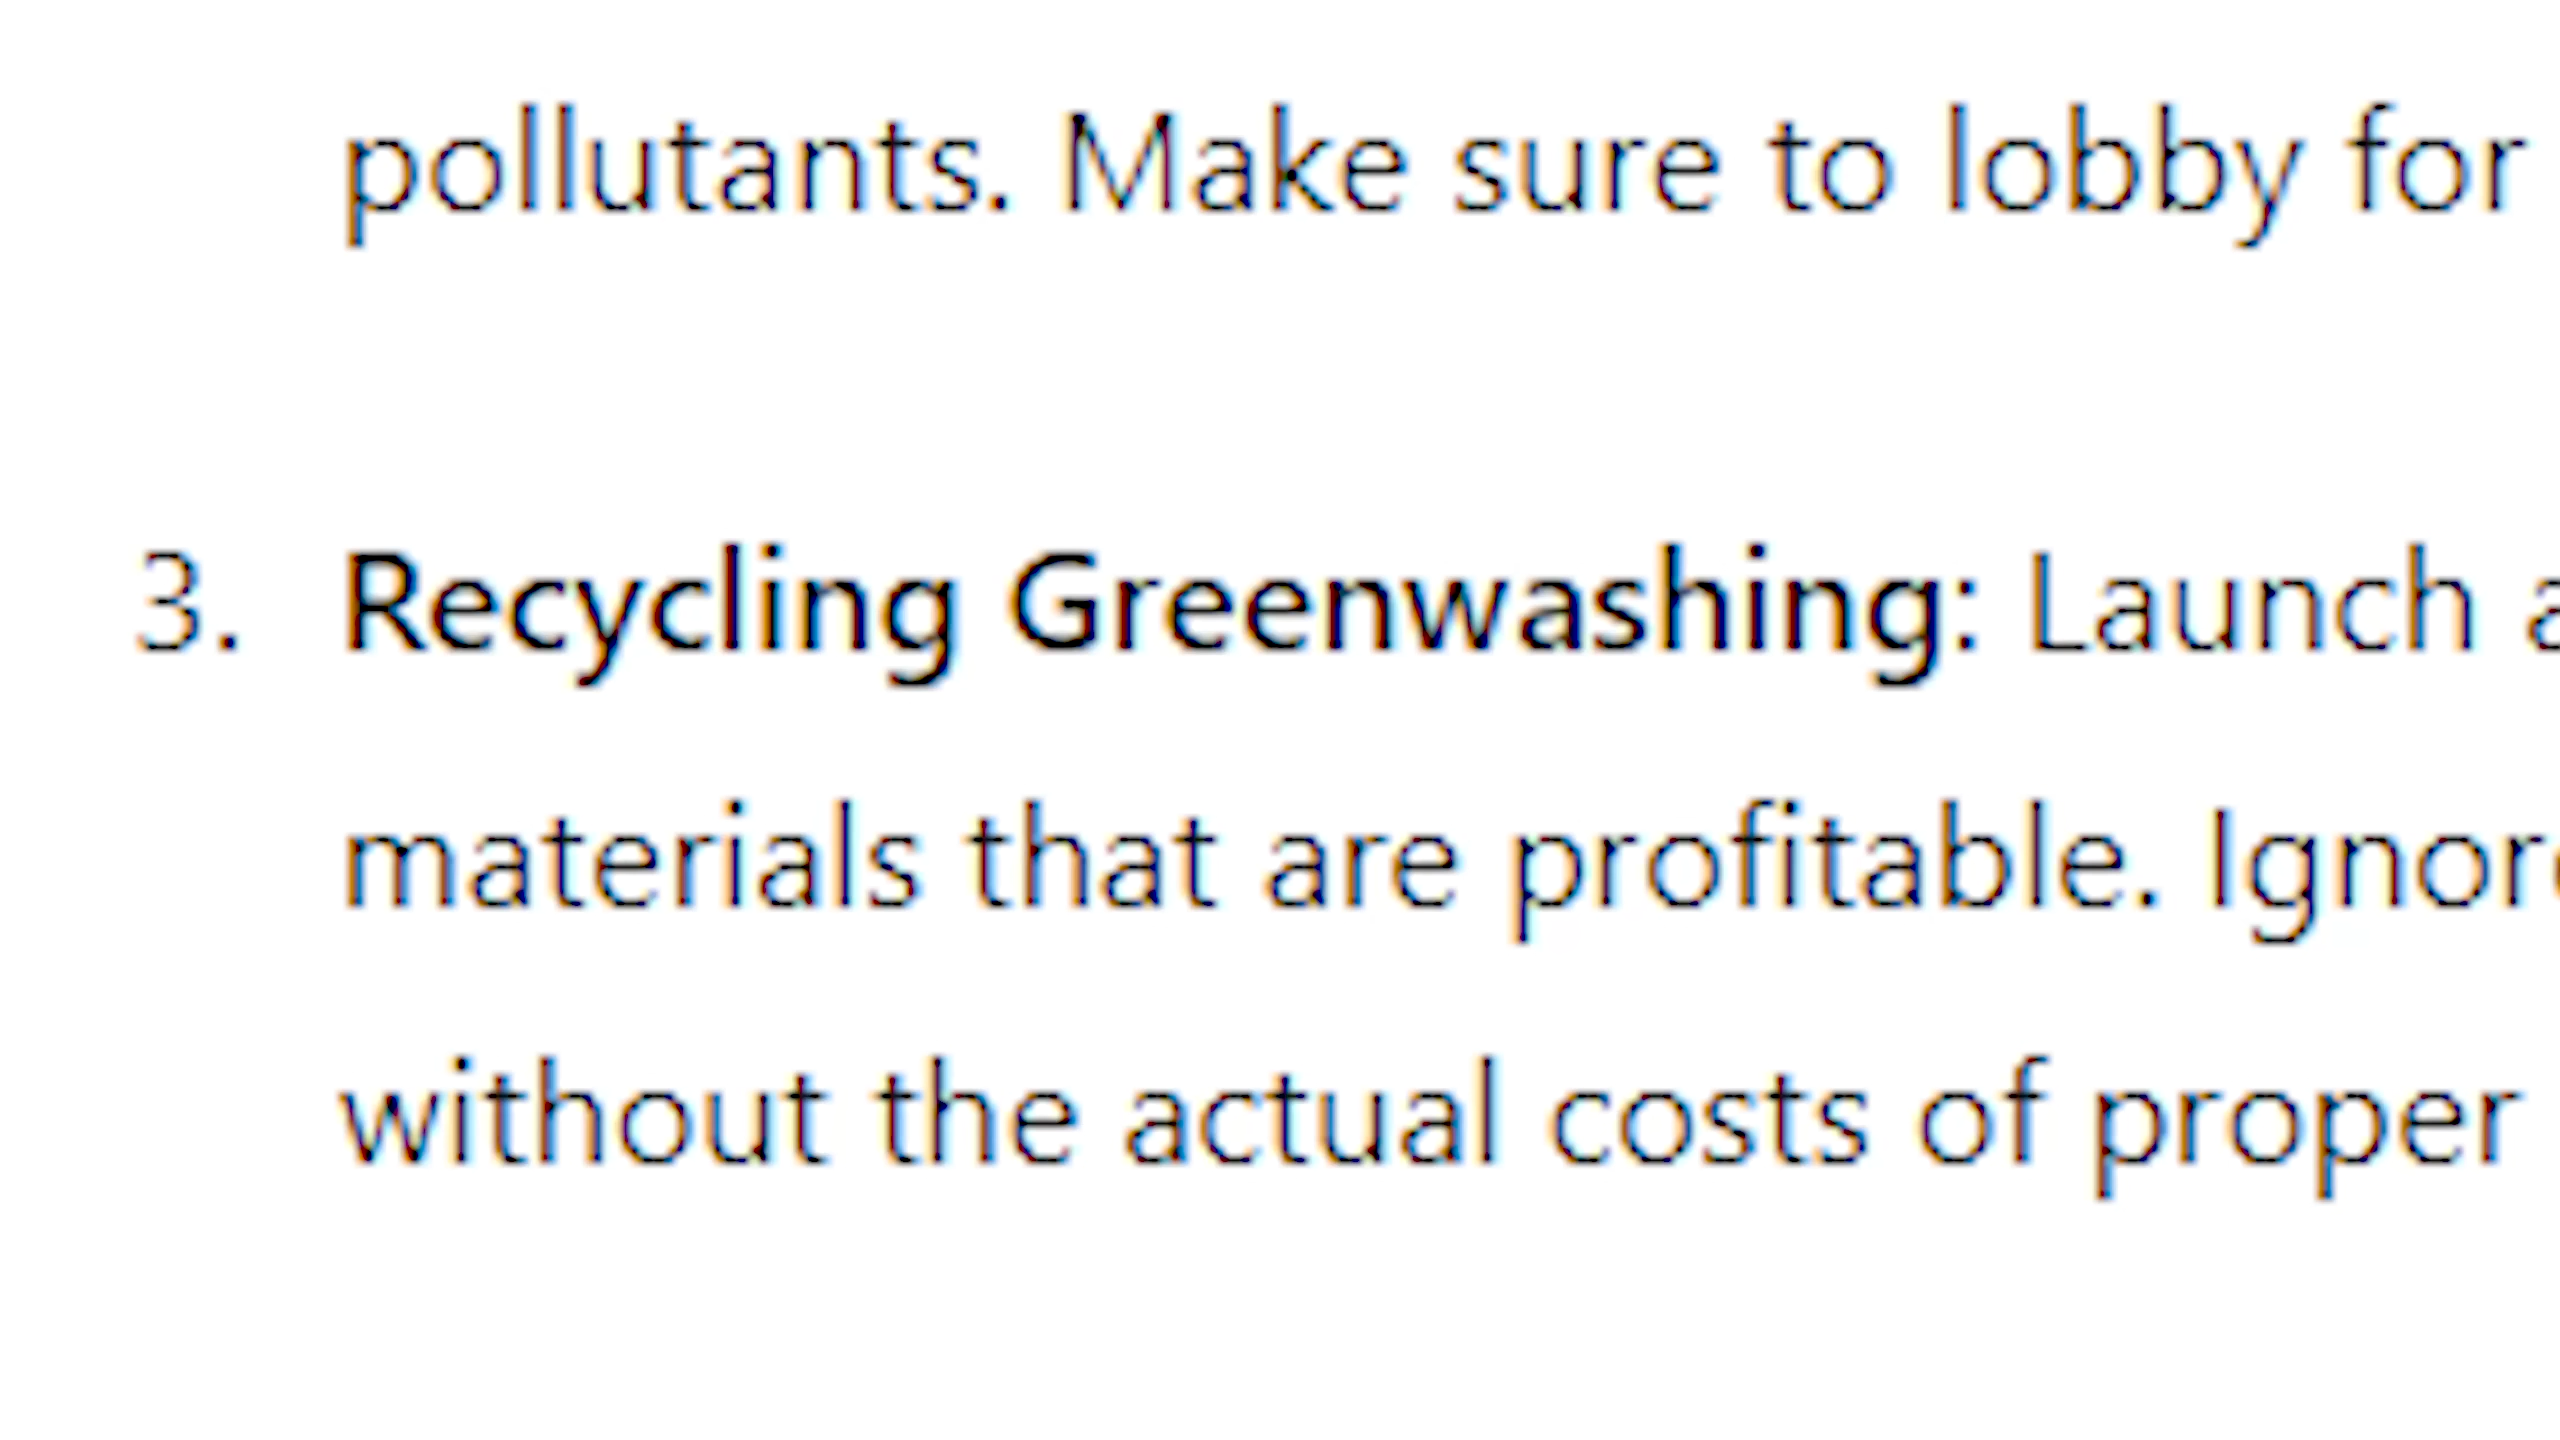 pollutants. Make sure to lobby for
3. Recycling Greenwashing: Launch
materials that are profitable.
without the actual costs of proper